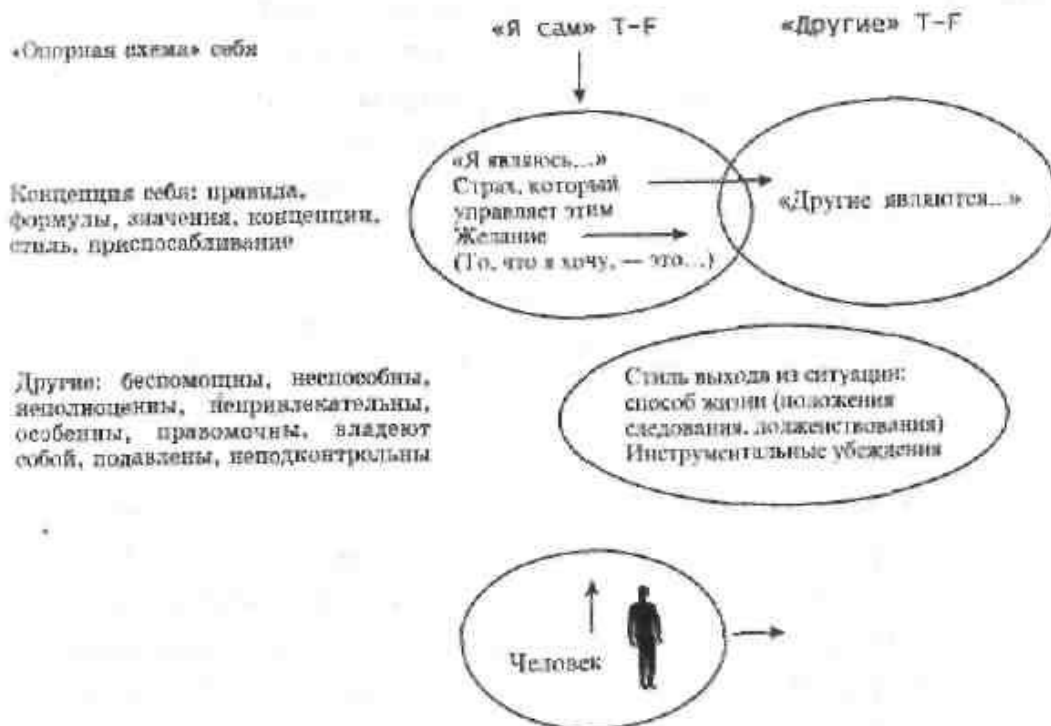 «Я сам» T-F
«Другие» T-F
«Опорная схема» себя
«Я являюсь...»
Страх, который
управляет этим
Желание
(То, что я хочу, — это...)
«Другие являются...»
Концепция себя: правила,
формулы, значения, концепции,
стиль, приспосабливание
Другие: беспомощны, неспособны,
неполноценны, непривлекательны,
особенны, правомочны, владеют
собой, подавлены, неподконтрольны
Стиль выхода из ситуации:
способ жизни (положения
следования, долженствования)
Инструментальные убеждения
Человек